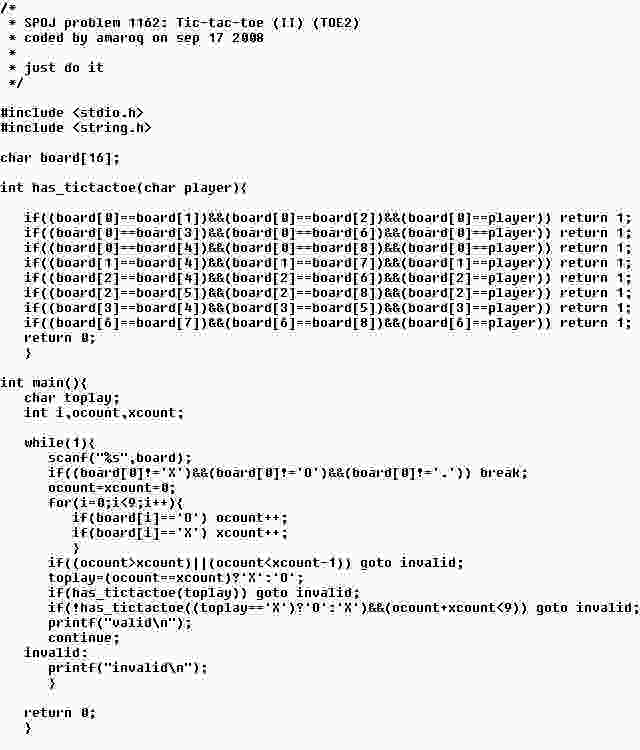 /*
 * SPOJ problem 1162: Tic-tac-toe (II) (TOE2)
 * coded by amaroq on sep 17 2008
 *
 * just do it
 */

#include <stdio.h>
#include <string.h>

char board[16];

int has_tictactoe(char player){

   if((board[0]==board[1])&&(board[0]==board[2])&&(board[0]==player)) return 1;
   if((board[0]==board[3])&&(board[0]==board[6])&&(board[0]==player)) return 1;
   if((board[0]==board[4])&&(board[0]==board[8])&&(board[0]==player)) return 1;
   if((board[1]==board[4])&&(board[1]==board[7])&&(board[1]==player)) return 1;
   if((board[2]==board[4])&&(board[2]==board[6])&&(board[2]==player)) return 1;
   if((board[2]==board[5])&&(board[2]==board[8])&&(board[2]==player)) return 1;
   if((board[3]==board[4])&&(board[3]==board[5])&&(board[3]==player)) return 1;
   if((board[6]==board[7])&&(board[6]==board[8])&&(board[6]==player)) return 1;
   return 0;
   }

int main(){
   char toplay;
   int i,ocount,xcount;

   while(1){
      scanf("%s",board);
      if((board[0]!='X')&&(board[0]!='O')&&(board[0]!='.')) break;
      ocount=xcount=0;
      for(i=0;i<9;i++){
         if(board[i]=='O') ocount++;
         if(board[i]=='X') xcount++;
         }
      if((ocount>xcount)||(ocount<xcount-1)) goto invalid;
      toplay=(ocount==xcount)?'X':'O';
      if(has_tictactoe(toplay)) goto invalid;
      if(!has_tictactoe((toplay=='X')?'O':'X')&&(ocount+xcount<9)) goto invalid;
      printf("valid\n");
      continue;
   invalid:
      printf("invalid\n");
      }

   return 0;
   }